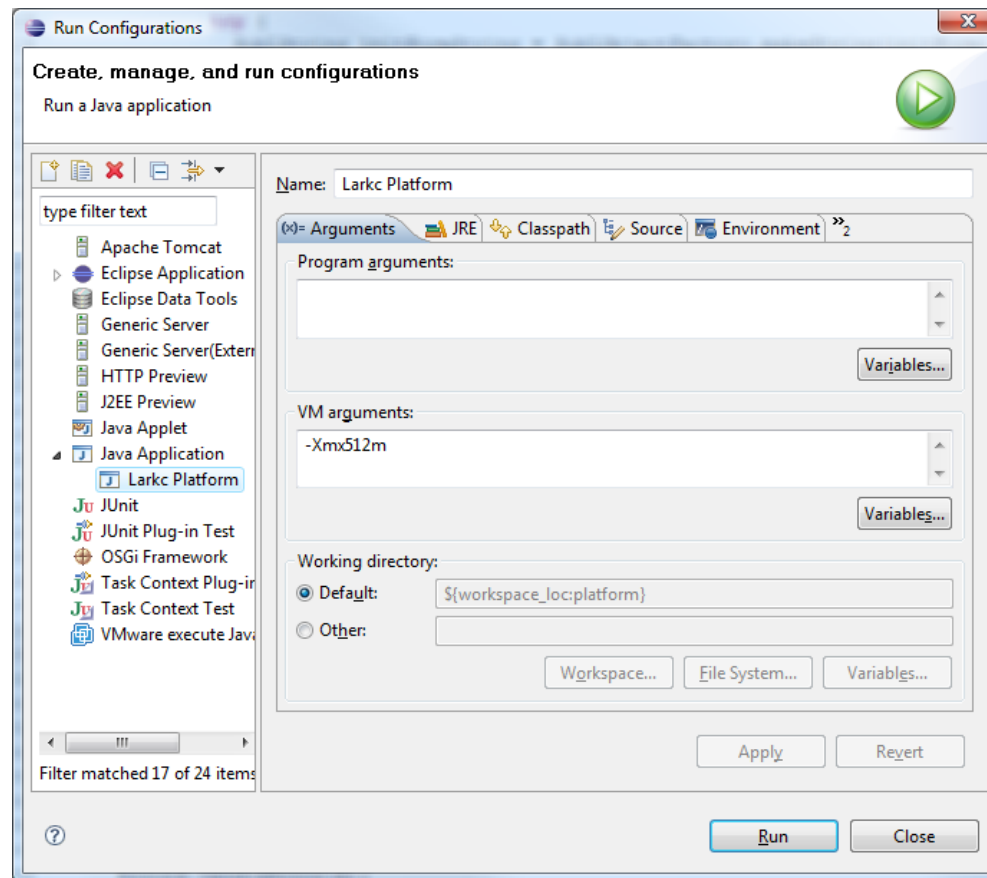 Run Configurations
Create, manage, and run configurations
Run a Java application
type filter text
Apache Tomcat
Eclipse Application
Eclipse Data Tools
Generic Server
Generic Server(Extern
HTTP Preview
J2EE Preview
Java Applet
Java Application
Larkc Platform
JUnit
JUnit Plug-in Test
OSGi Framework
Task Context Plug-in
Task Context Test
VMware execute Java
Filter matched 17 of 24 items
Name: Larkc Platform
(x)= Arguments JRE Classpath Source Environment »2
Program arguments:
Variables...
VM arguments:
-Xmx512m
Variables...
Working directory:
Default: ${workspace_loc:platform}
Other:
Workspace... File System... Variables...
Apply Revert
Run Close